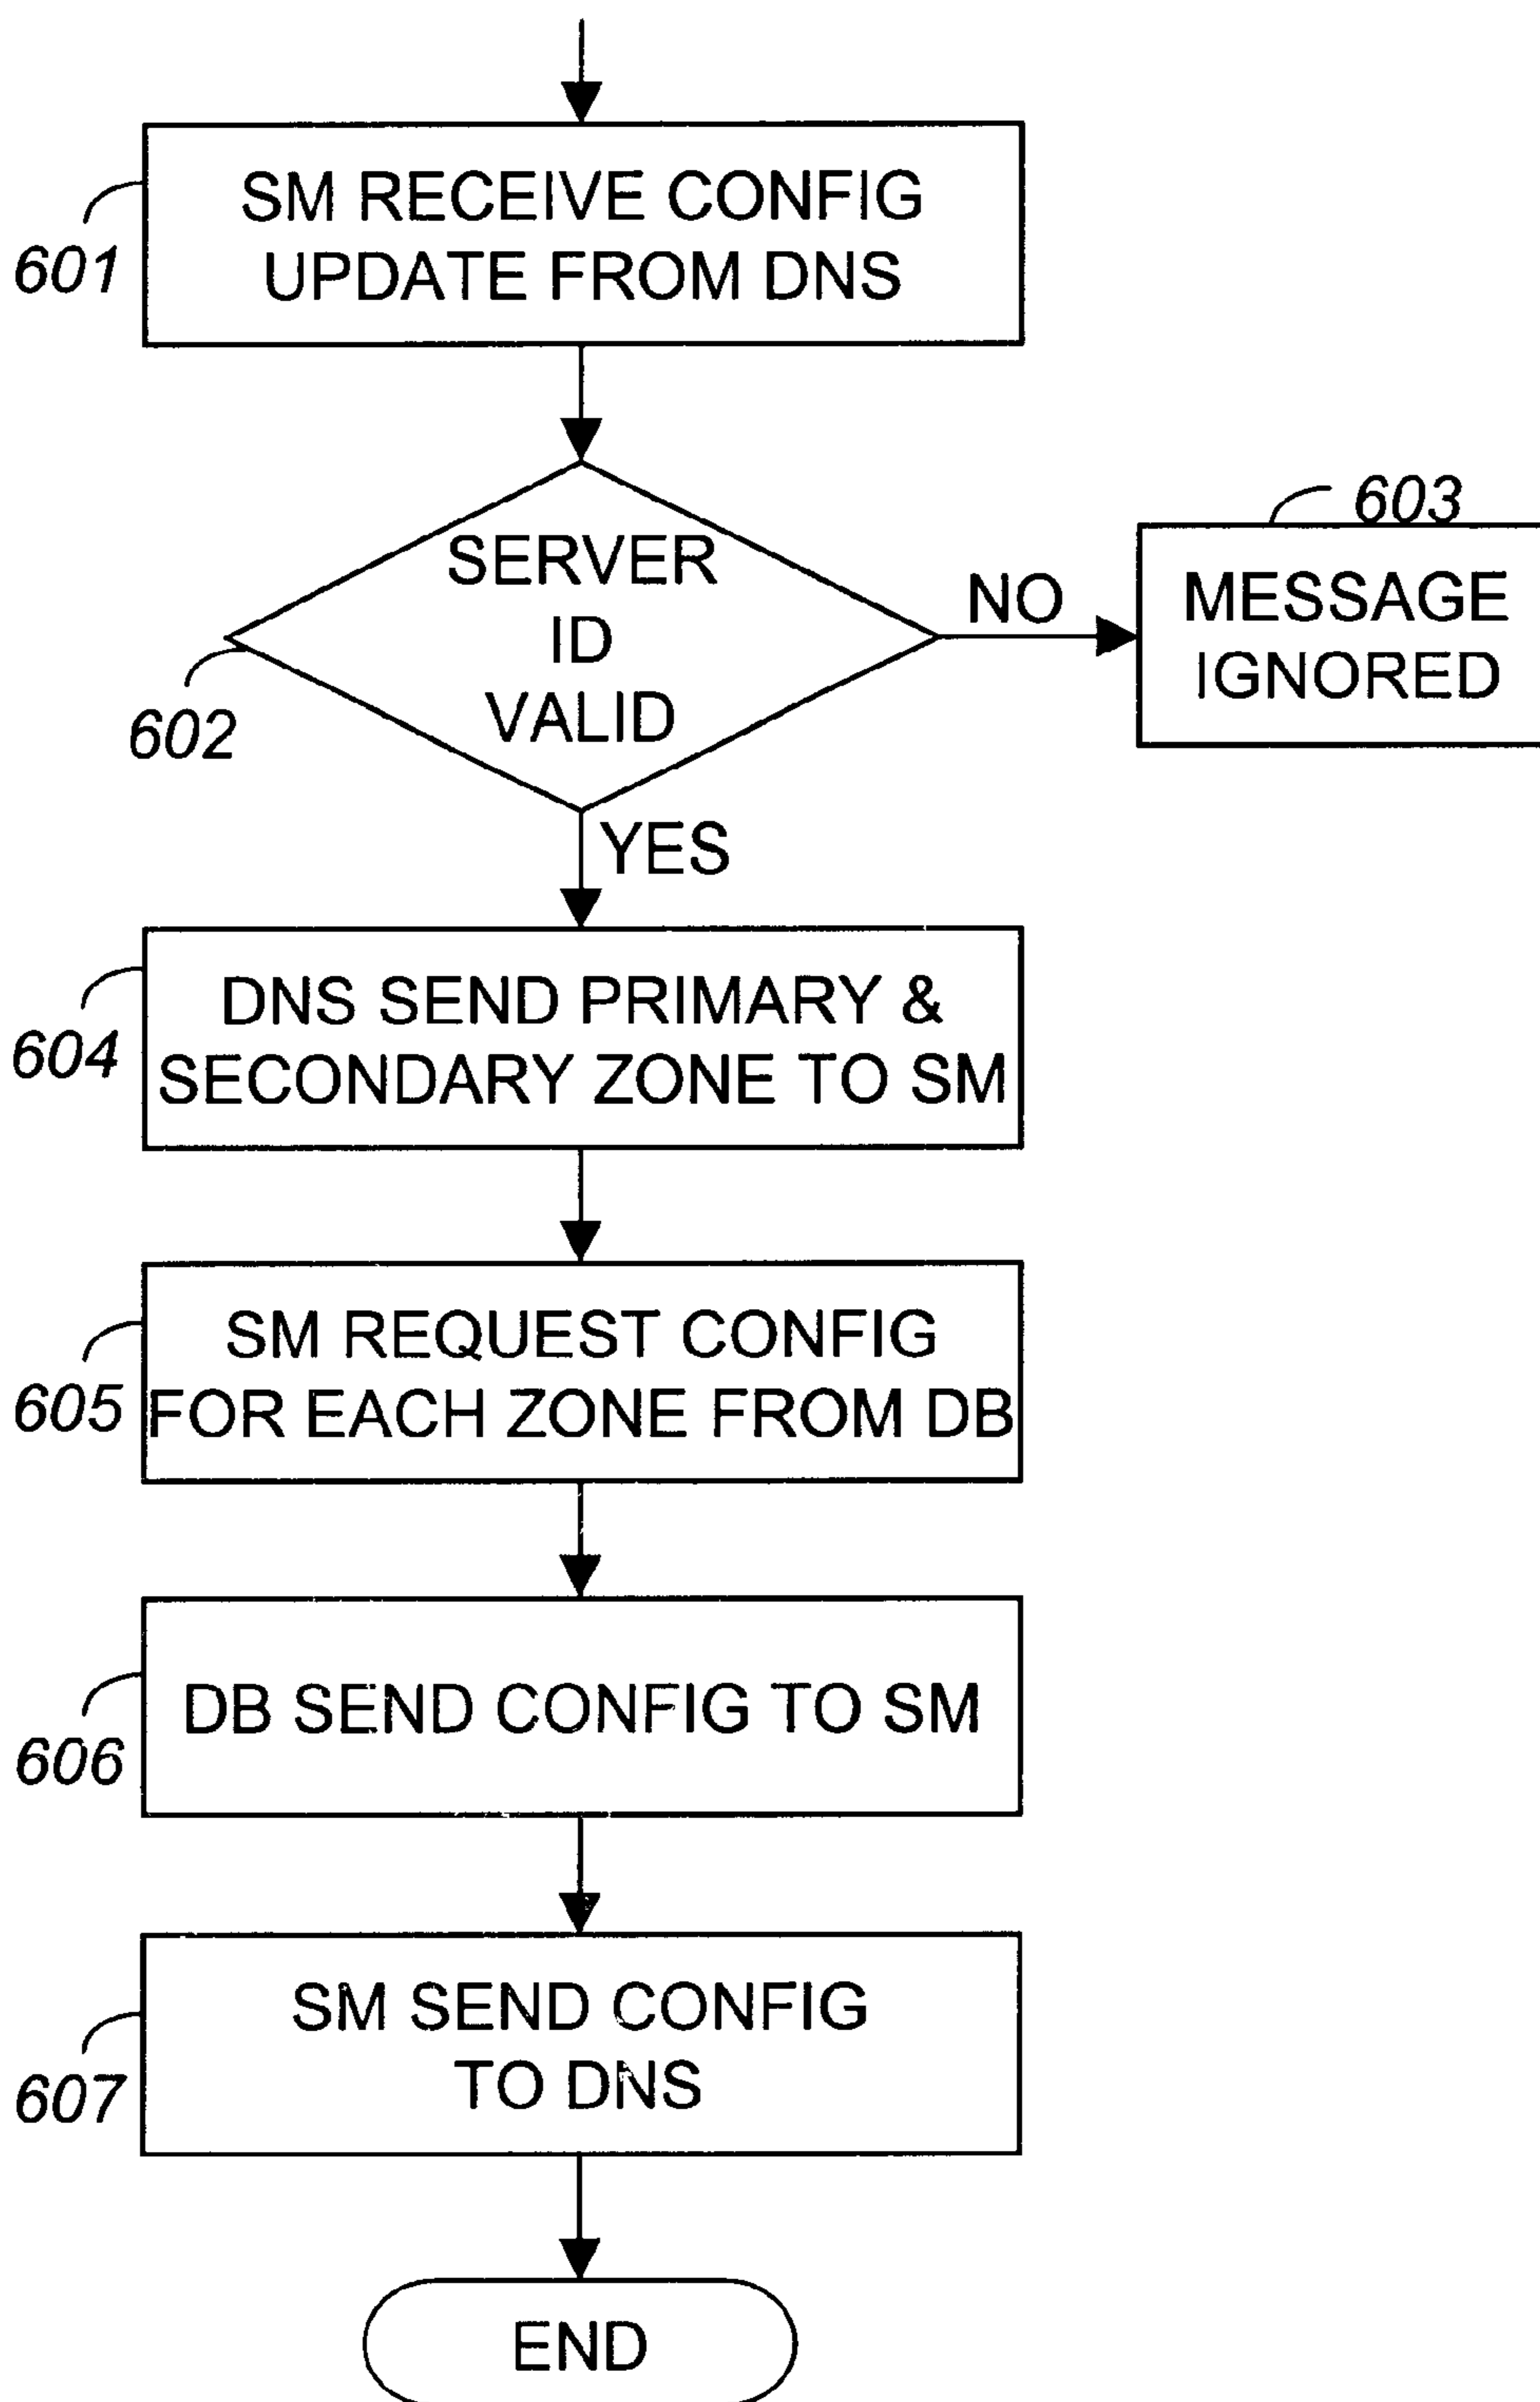 SM RECEIVE CONFIG
UPDATE FROM DNS
601
SERVER
ID
VALID
602
NO
603
MESSAGE
IGNORED
YES
DNS SEND PRIMARY &
SECONDARY ZONE TO SM
604
SM REQUEST CONFIG
FOR EACH ZONE FROM DB
605
DB SEND CONFIG TO SM
606
SM SEND CONFIG
TO DNS
607
END